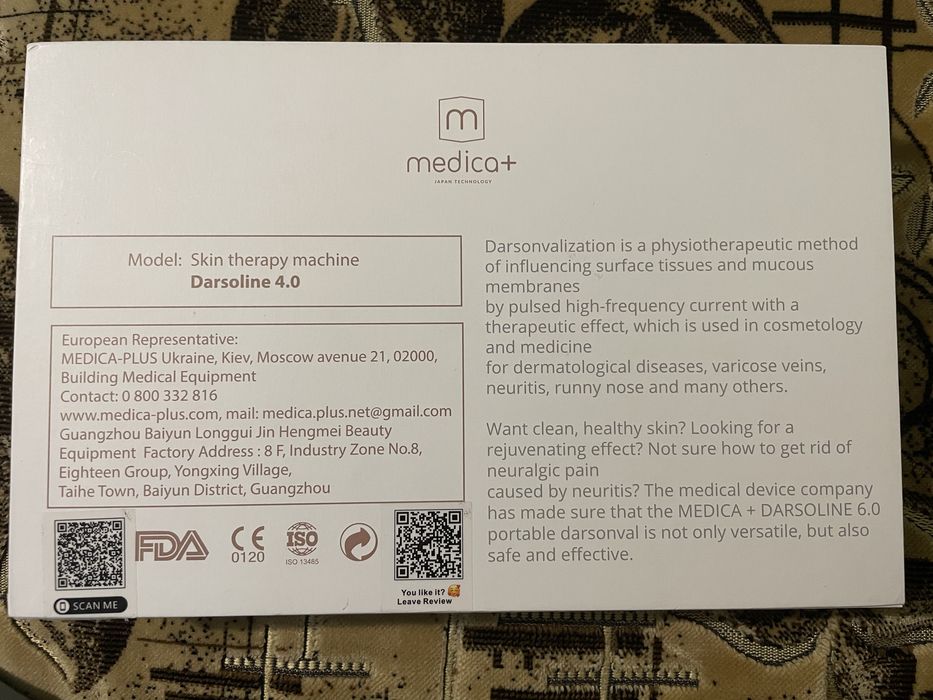 m
medica+
JAPAN TECHNOLOGY
Model: Skin therapy machine
Darsoline 4.0
European Representative:
MEDICA-PLUS Ukraine, Kiev, Moscow avenue 21, 02000,
Building Medical Equipment
Contact: 0 800 332 816
www.medica-plus.com, mail: medica.plus.net@gmail.com
Guangzhou Baiyun Longgui Jin Hengmei Beauty
Equipment Factory Address : 8 F, Industry Zone No.8,
Eighteen Group, Yongxing Village,
Taihe Town, Baiyun District, Guangzhou
SCAN ME
FDA
CE
0120
ISO
ISO 13485
You like it? 🥰
Leave Review
Darsonvalization is a physiotherapeutic method
of influencing surface tissues and mucous
membranes
by pulsed high-frequency current with a
therapeutic effect, which is used in cosmetology
and medicine
for dermatological diseases, varicose veins,
neuritis, runny nose and many others.
Want clean, healthy skin? Looking for a
rejuvenating effect? Not sure how to get rid of
neuralgic pain
caused by neuritis? The medical device company
has made sure that the MEDICA + DARSOLINE 6.0
portable darsonval is not only versatile, but also
safe and effective.